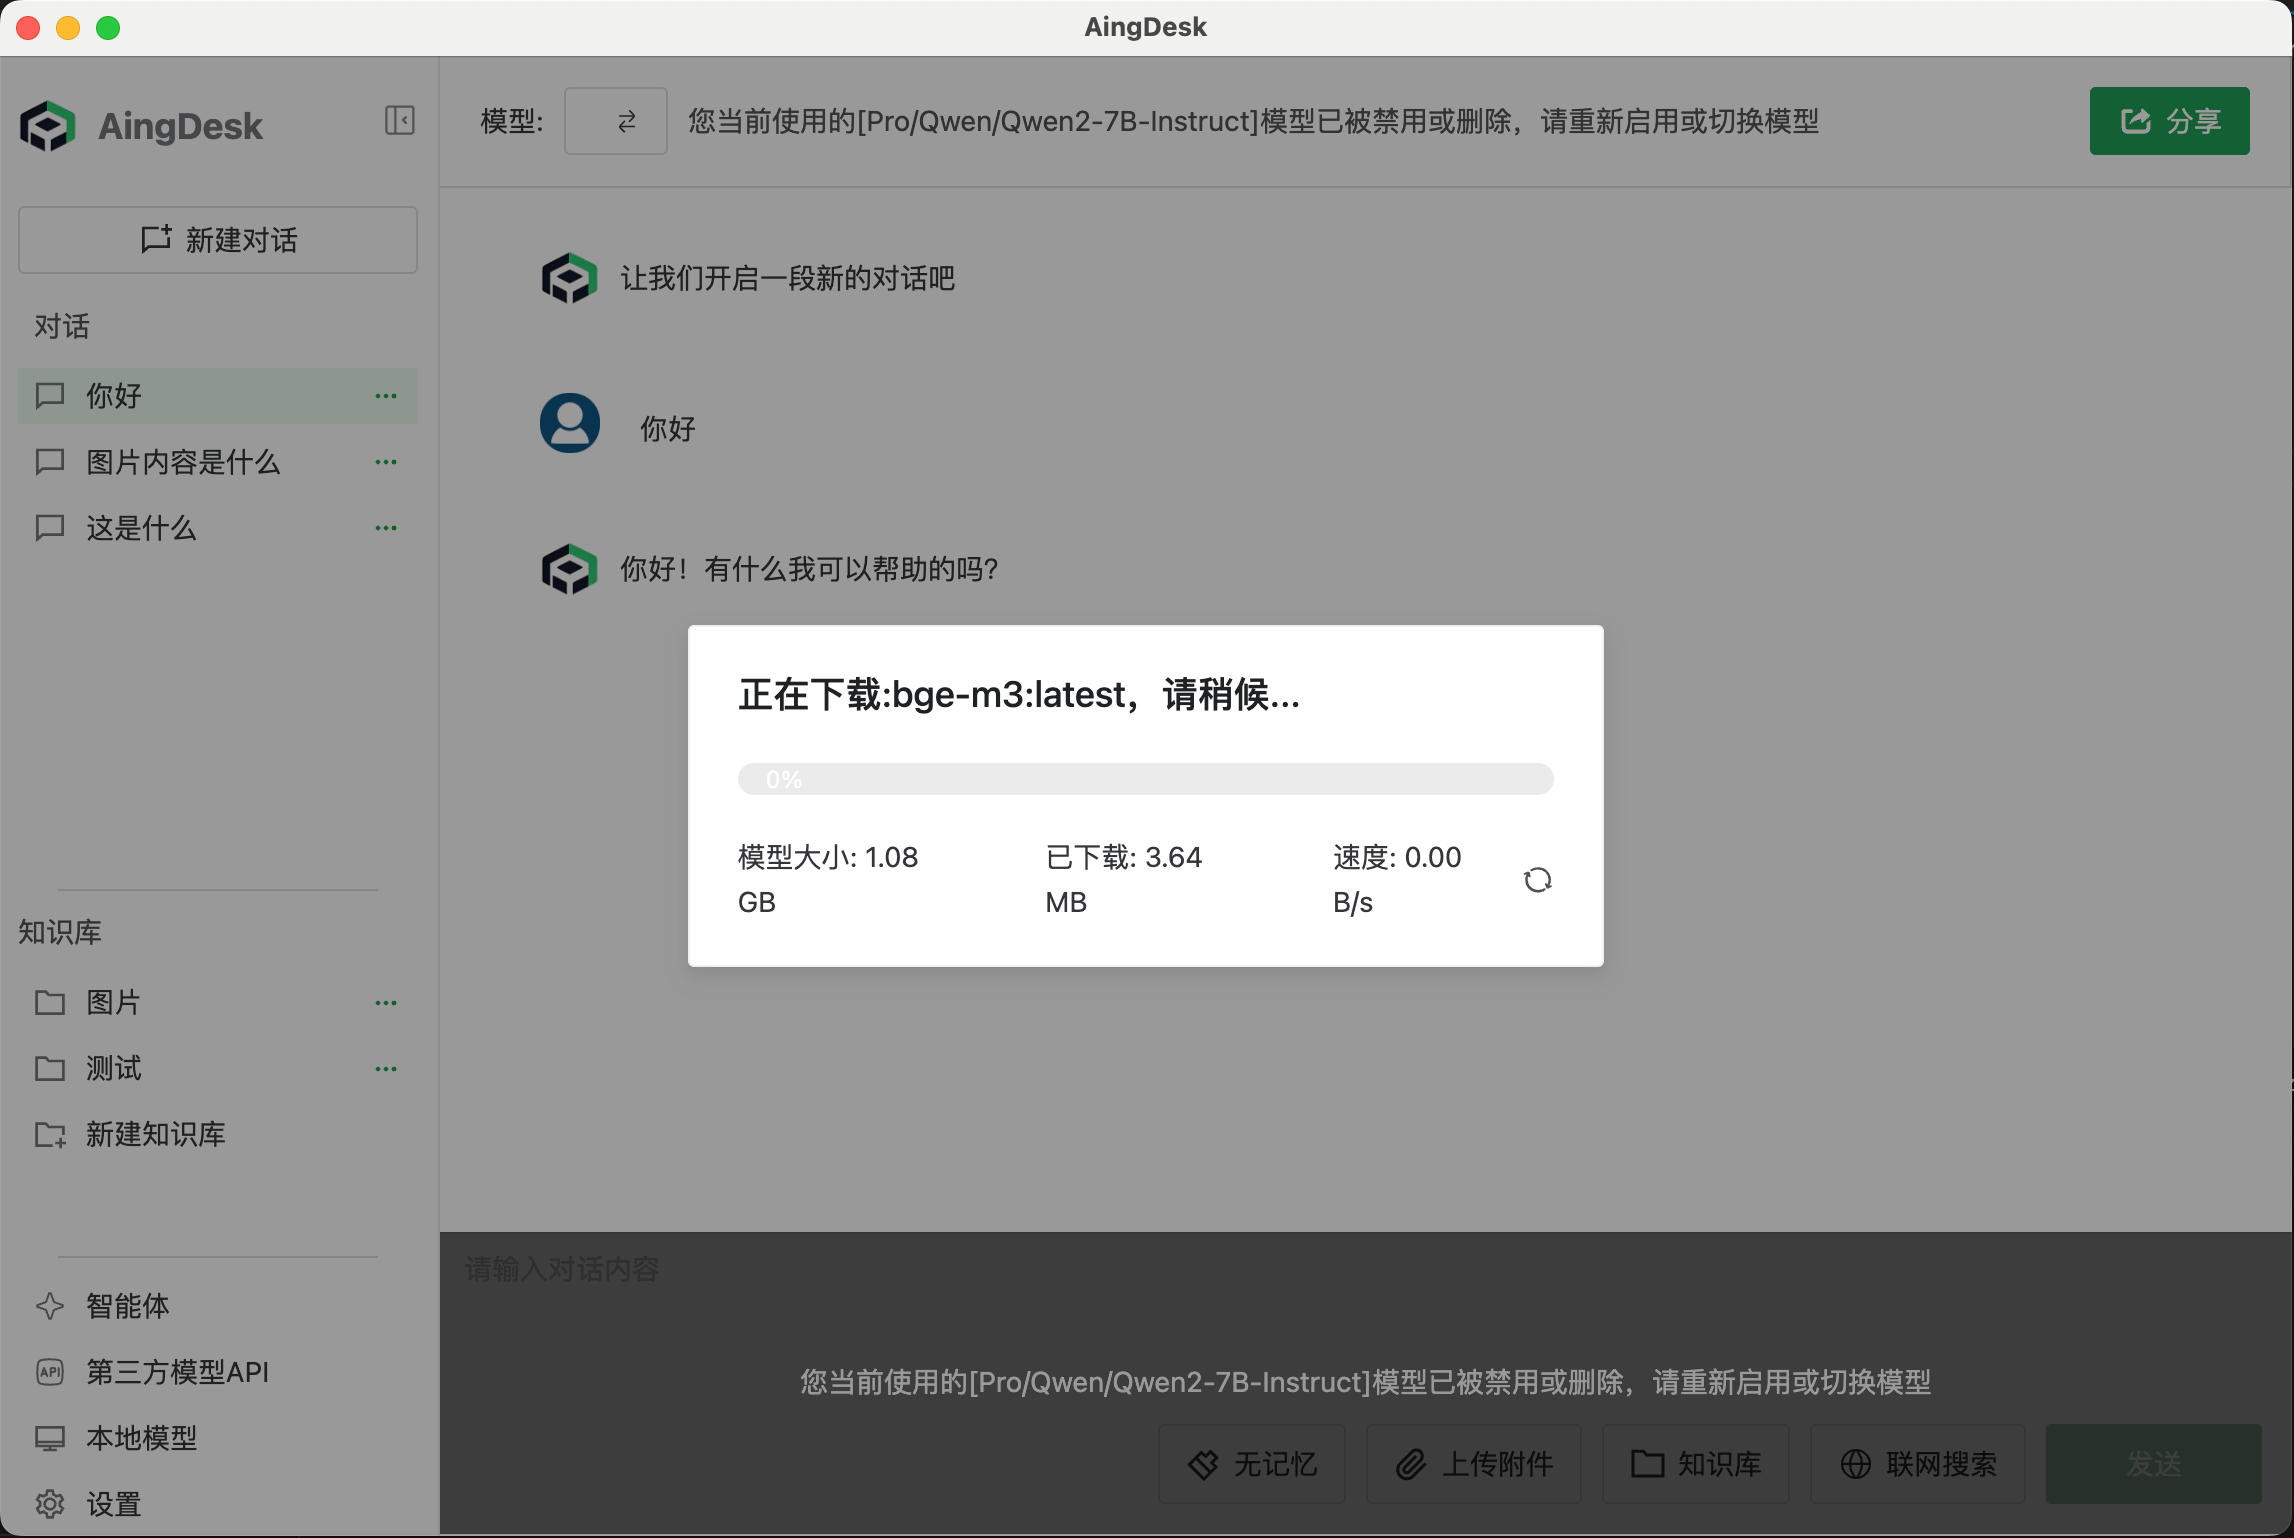 AingDesk
AingDesk
模型:
您当前使用的[Pro/Qwen/Qwen2-7B-Instruct]模型已被禁用或删除，请重新启用或切换模型
分享
新建对话
对话
你好
图片内容是什么
这是什么
让我们开启一段新的对话吧
你好
你好！有什么我可以帮助的吗?
正在下载:bge-m3:latest，请稍候...
0%
模型大小: 1.08
GB
已下载: 3.64
MB
速度: 0.00
B/s
知识库
图片
测试
新建知识库
智能体
API
第三方模型API
本地模型
设置
请输入对话内容
您当前使用的[Pro/Qwen/Qwen2-7B-Instruct]模型已被禁用或删除，请重新启用或切换模型
无记忆
上传附件
知识库
联网搜索
发送